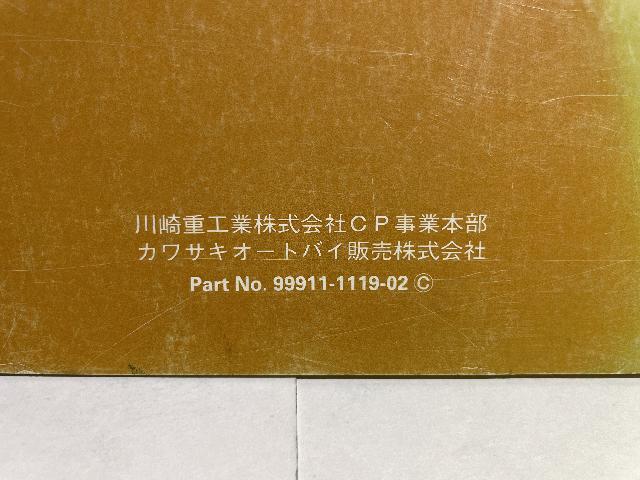 川崎重工業株式会社CP事業本部
カワサキオートバイ販売株式会社
Part No. 99911-1119-02 ©